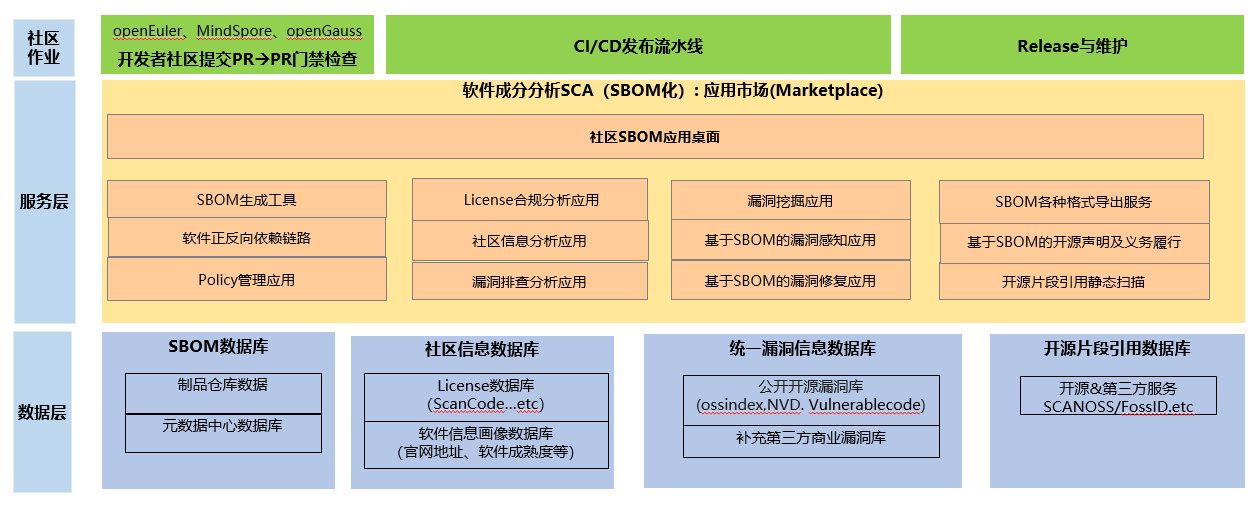 社区
作业
openEuler、MindSpore、openGauss
开发者社区提交PR→PR门禁检查
CI/CD发布流水线
Release与维护
服务层
软件成分分析SCA（SBOM化）: 应用市场(Marketplace)
社区SBOM应用桌面
SBOM生成工具
软件正反向依赖链路
Policy管理应用
License合规分析应用
社区信息分析应用
漏洞排查分析应用
漏洞挖掘应用
基于SBOM的漏洞感知应用
基于SBOM的漏洞修复应用
SBOM各种格式导出服务
基于SBOM的开源声明及义务履行
开源片段引用静态扫描
数据层
SBOM数据库
制品仓库数据
元数据中心数据库
社区信息数据库
License数据库
（ScanCode...etc)
软件信息画像数据库
（官网地址、软件成熟度等）
统一漏洞信息数据库
公开开源漏洞库
(ossindex,NVD. Vulnerablecode)
补充第三方商业漏洞库
开源片段引用数据库
开源&第三方服务
SCANOSS/FossID.etc